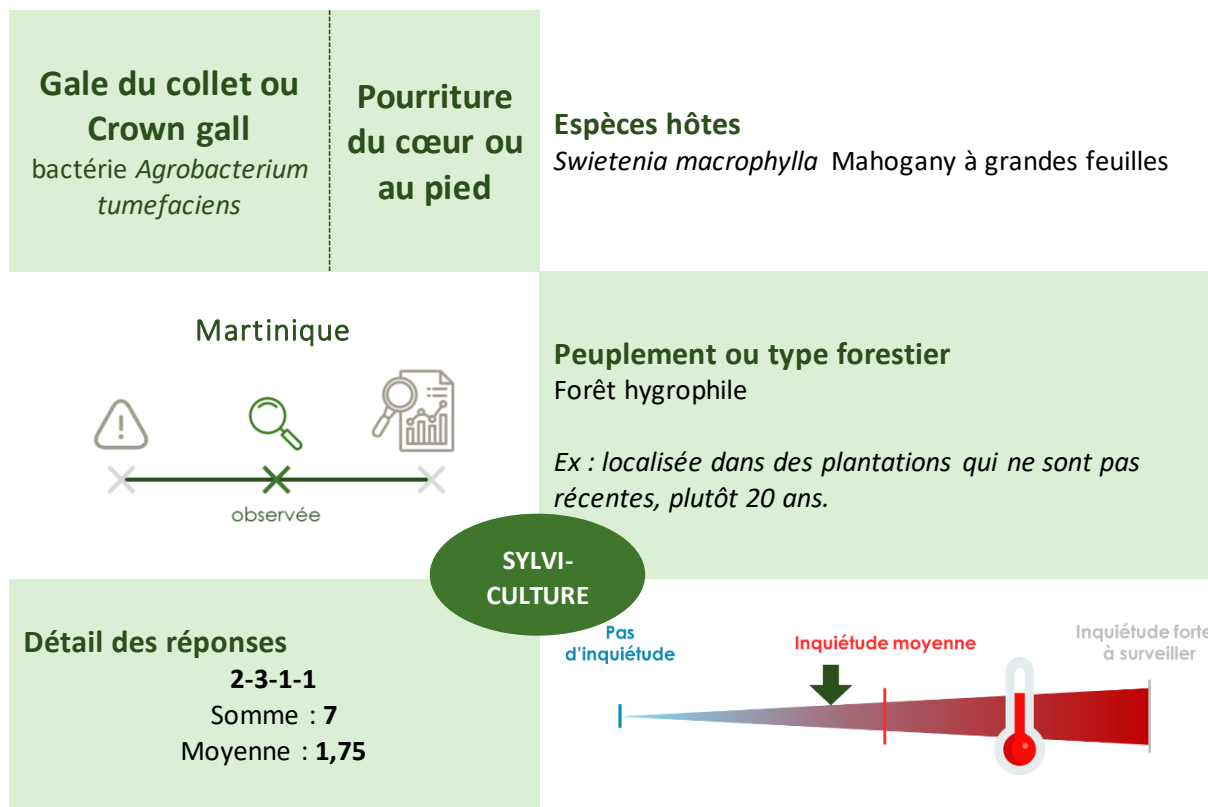 Gale du collet ou
Crown gall
bactérie Agrobacterium
tumefaciens
Pourriture
du cœur ou
au pied
Espèces hôtes
Swietenia macrophylla Mahogany à grandes feuilles
Martinique
observée
Peuplement ou type forestier
Forêt hygrophile
Ex : localisée dans des plantations qui ne sont pas
récentes, plutôt 20 ans.
SYLVI-
CULTURE
Détail des réponses
2-3-1-1
Somme : 7
Moyenne : 1,75
Pas
d'inquiétude
Inquiétude moyenne
Inquiétude forte
à surveiller